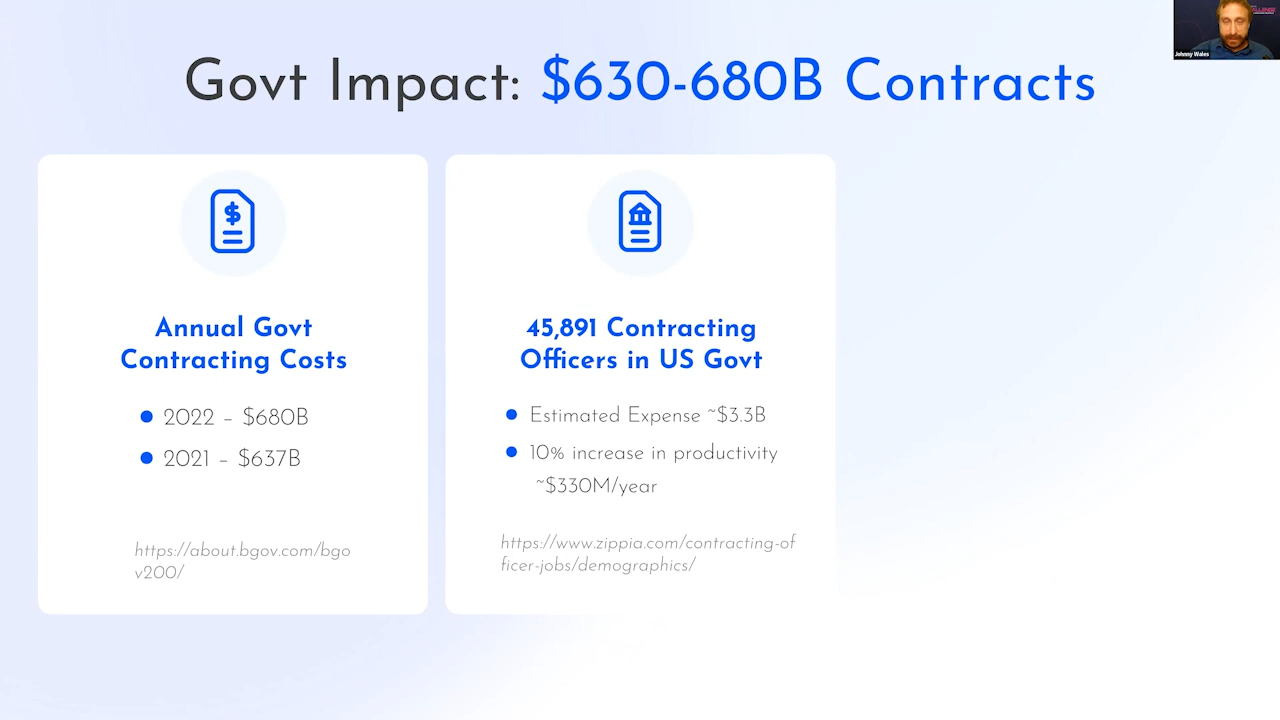 Johnny Wales
Govt Impact: $630-680B Contracts
Annual Govt
Contracting Costs
2022 – $680B
2021 – $637B
https://about.bgov.com/bgo
v200/
45,891 Contracting
Officers in US Govt
Estimated Expense ~$3.3B
10% increase in productivity
~$330M/year
https://www.zippia.com/contracting-of
ficer-jobs/demographics/